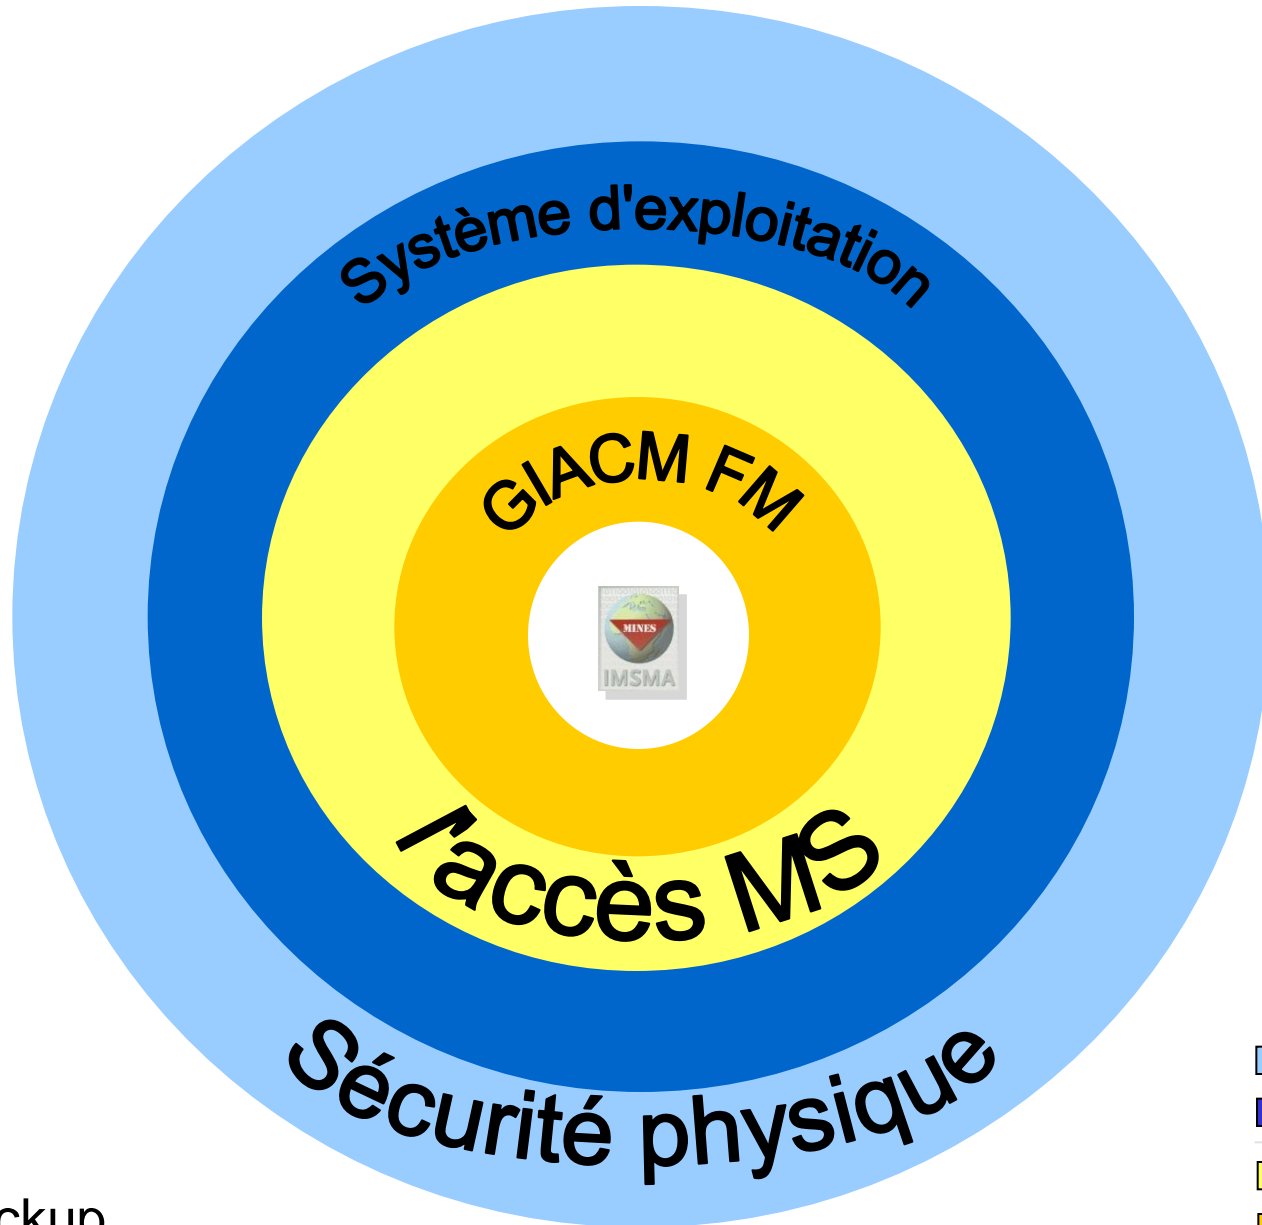 Système d'exploitation
GIACM FM
MINES
IMSMA
l'accès MS
Sécurité physique
ckup